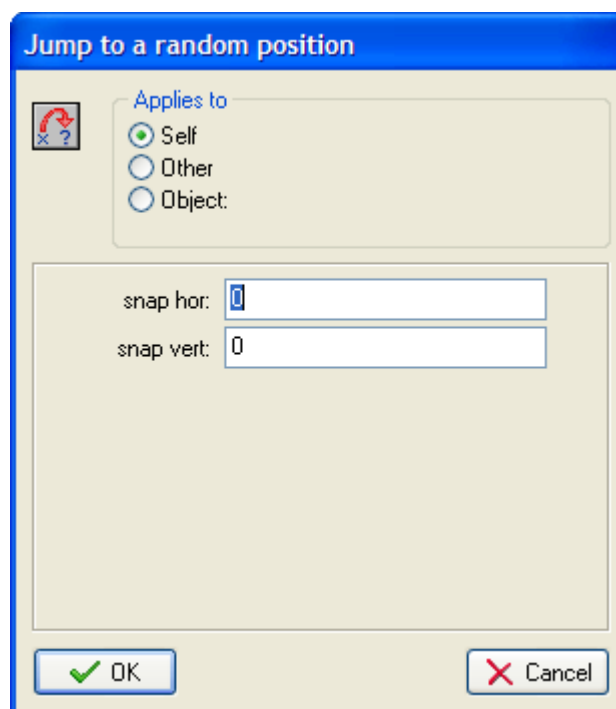 Jump to a random position
Applies to
x ?
Self
Other
Object:
snap hor: 0
snap vert: 0
OK
Cancel